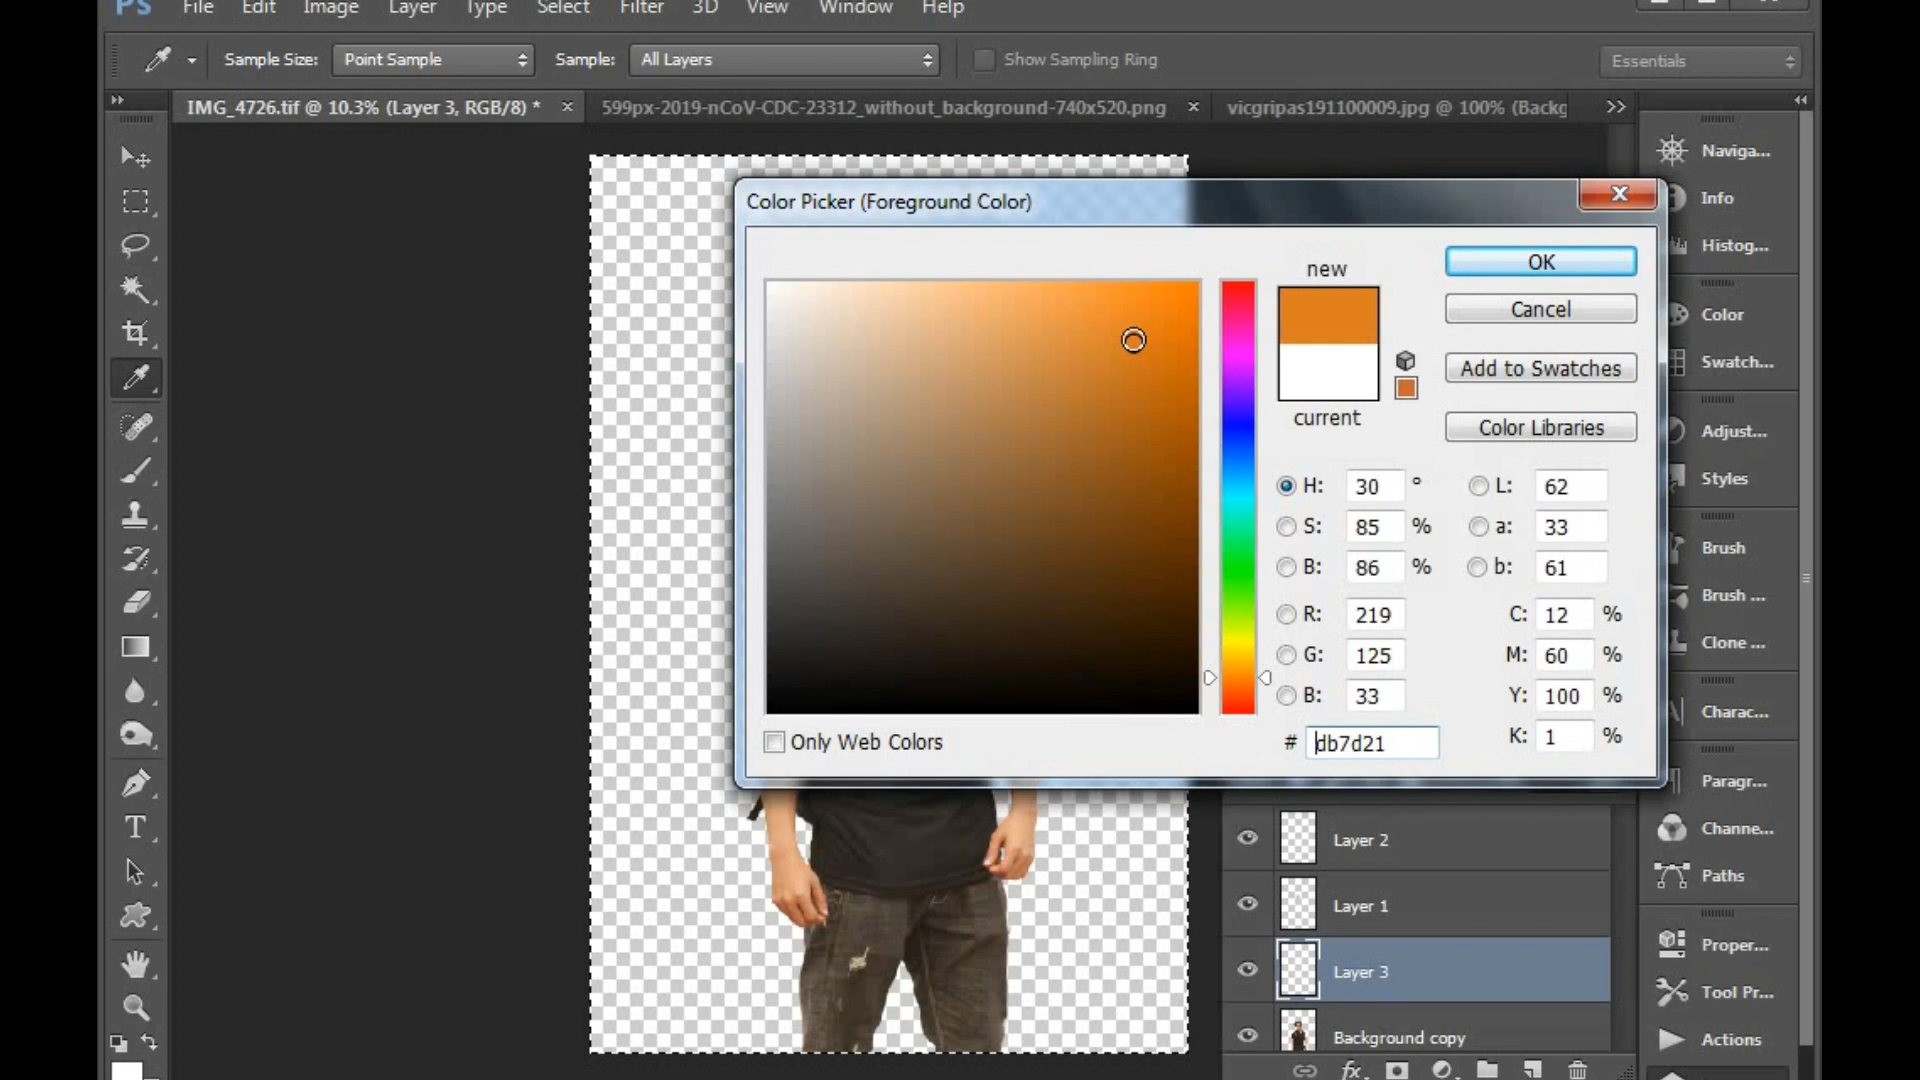 Ps File Edit Image Layer Type Select Filter 3D View Window Help
Sample Size: Point Sample Sample: All Layers Show Sampling Ring Essentials
IMG_4726.tif @ 10.3% (Layer 3, RGB/8) * × 599px-2019-nCoV-CDC-23312_without_background-740x520.png × vicgripas191100009.jpg @ 100% (Backg
Color Picker (Foreground Color)
new
current
OK
Cancel
Add to Swatches
Color Libraries
H: 30 °
S: 85 %
B: 86 %
R: 219
G: 125
B: 33
# db7d21
L: 62
a: 33
b: 61
C: 12 %
M: 60 %
Y: 100 %
K: 1 %
Only Web Colors
Layer 2
Layer 1
Layer 3
Background copy
fx
Naviga...
Info
Histog...
Color
Swatch...
Adjust...
Styles
Brush
Brush ...
Clone ...
Charac...
Paragr...
Channe...
Paths
Proper...
Tool Pr...
Actions